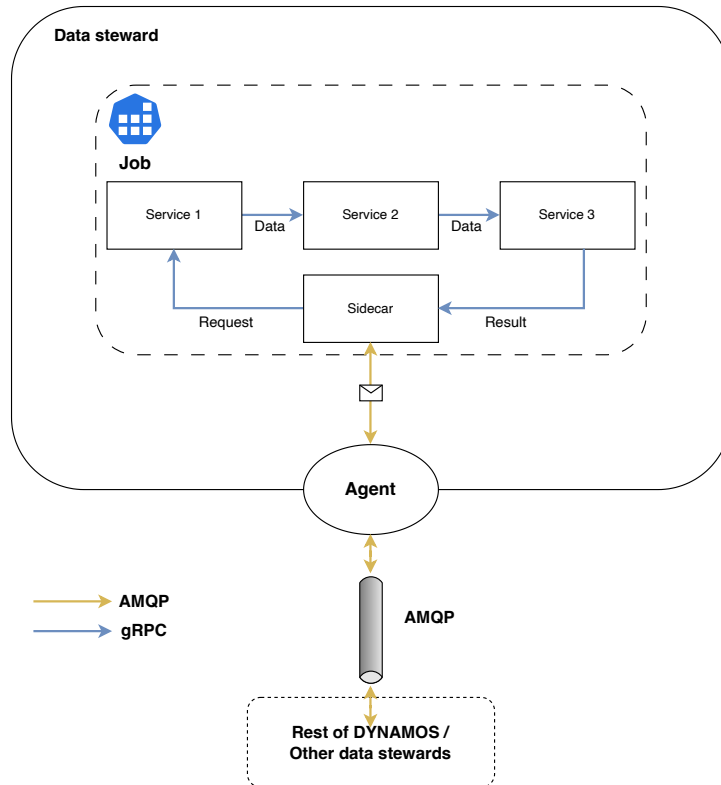 Data steward
Job
Service 1
Data
Service 2
Data
Service 3
Request
Sidecar
Result
Agent
AMQP
AMQP
gRPC
Rest of DYNAMOS /
Other data stewards